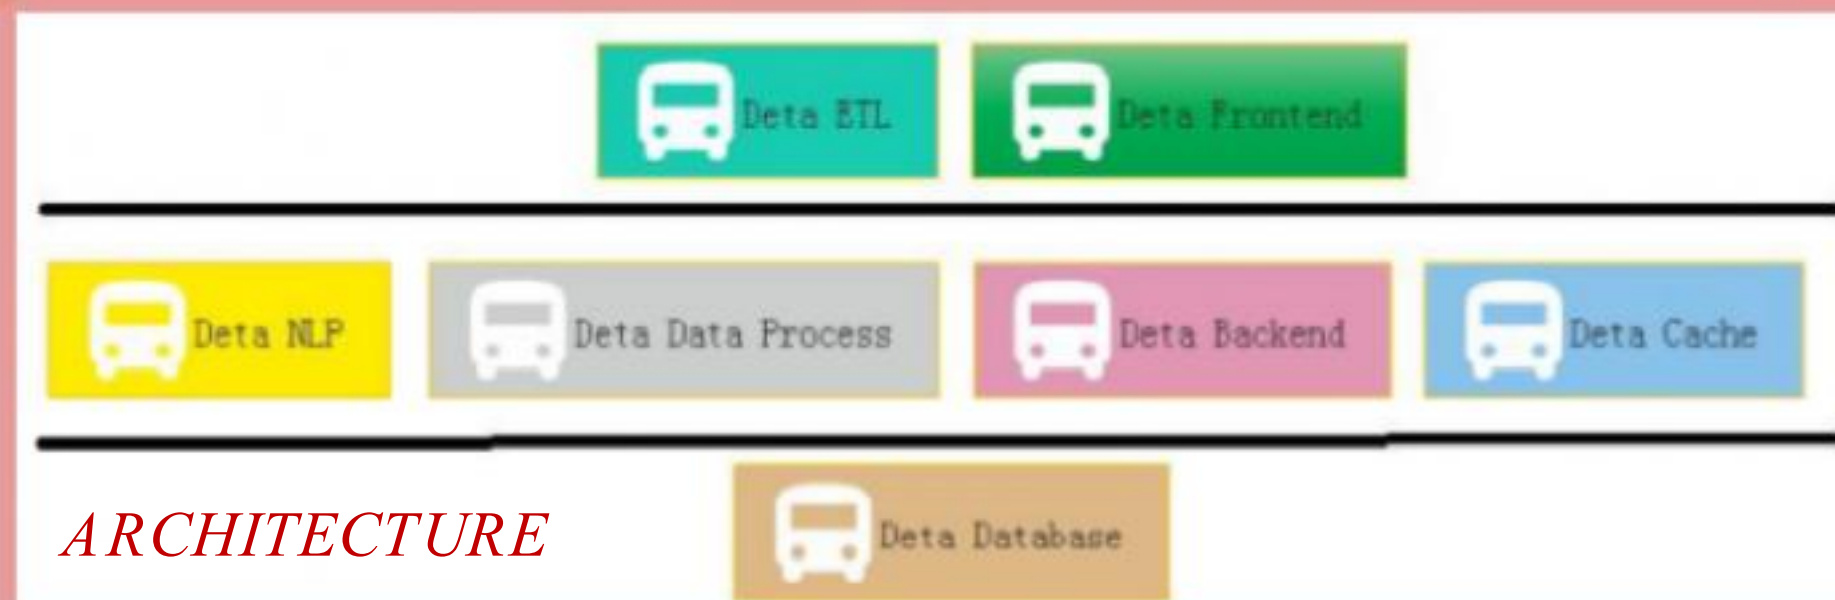 Deta ETL
Deta Frontend
Deta NLP
Deta Data Process
Deta Backend
Deta Cache
ARCHITECTURE
Deta Database